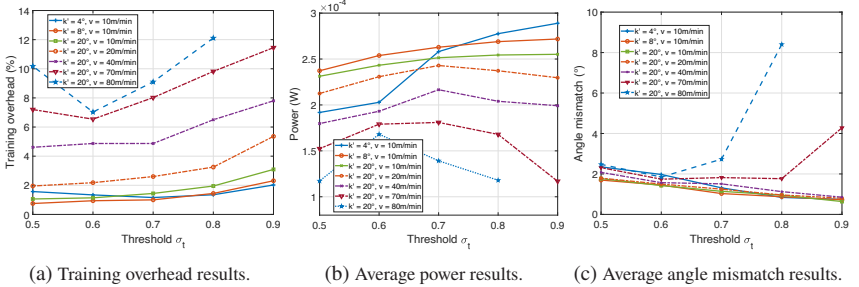 14
12
10
8
6
4
2
0
Training overhead (%)
k' = 4°, v = 10m/min
k' = 8°, v = 10m/min
k' = 20°, v = 10m/min
k' = 20°, v = 20m/min
k' = 20°, v = 40m/min
k' = 20°, v = 70m/min
k' = 20°, v = 80m/min
0.5 0.6 0.7 0.8 0.9
Threshold σt
(a) Training overhead results.
3 ×10-4
2.5
2
1.5
1
Power (W)
k' = 4°, v = 10m/min
k' = 8°, v = 10m/min
k' = 20°, v = 10m/min
k' = 20°, v = 20m/min
k' = 20°, v = 40m/min
k' = 20°, v = 70m/min
k' = 20°, v = 80m/min
0.5 0.6 0.7 0.8 0.9
Threshold σt
(b) Average power results.
10
8
6
4
2
0
Angle mismatch (°)
k' = 4°, v = 10m/min
k' = 8°, v = 10m/min
k' = 20°, v = 10m/min
k' = 20°, v = 20m/min
k' = 20°, v = 40m/min
k' = 20°, v = 70m/min
k' = 20°, v = 80m/min
0.5 0.6 0.7 0.8 0.9
Threshold σt
(c) Average angle mismatch results.